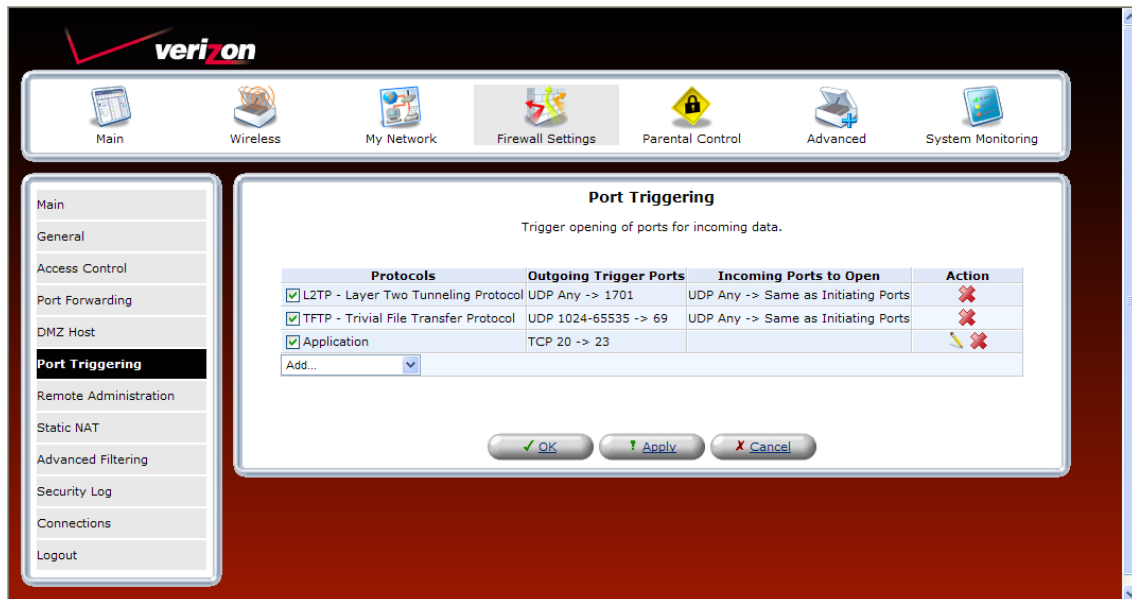 verizon
Main Wireless My Network Firewall Settings Parental Control Advanced System Monitoring
Main
General
Access Control
Port Forwarding
DMZ Host
Port Triggering
Remote Administration
Static NAT
Advanced Filtering
Security Log
Connections
Logout
Port Triggering
Trigger opening of ports for incoming data.
Protocols Outgoing Trigger Ports Incoming Ports to Open Action
L2TP - Layer Two Tunneling Protocol UDP Any -> 1701 UDP Any -> Same as Initiating Ports
TFTP - Trivial File Transfer Protocol UDP 1024-65535 -> 69 UDP Any -> Same as Initiating Ports
Application TCP 20 -> 23
Add...
OK Apply Cancel